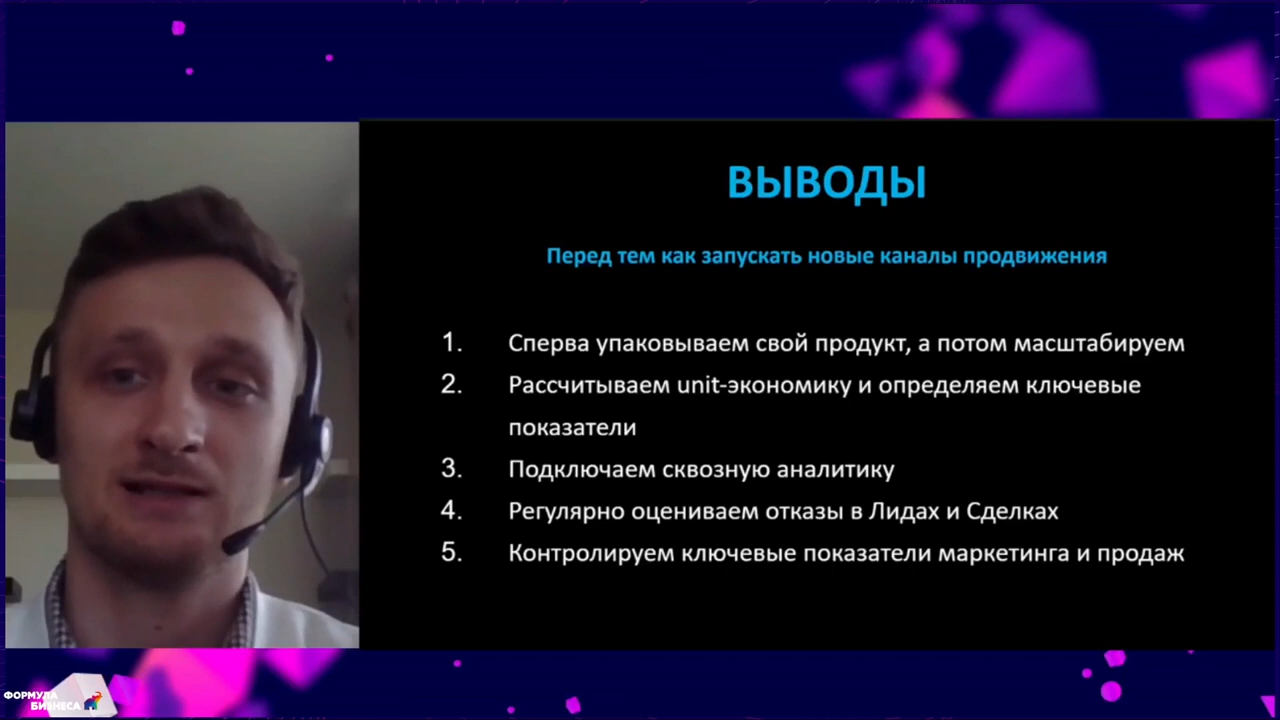 ВЫВОДЫ
Перед тем как запускать новые каналы продвижения
1. Сперва упаковываем свой продукт, а потом масштабируем
2. Рассчитываем unit-экономику и определяем ключевые
показатели
3. Подключаем сквозную аналитику
4. Регулярно оцениваем отказы в Лидах и Сделках
5. Контролируем ключевые показатели маркетинга и продаж
ФОРМУЛА
БИЗНЕСА